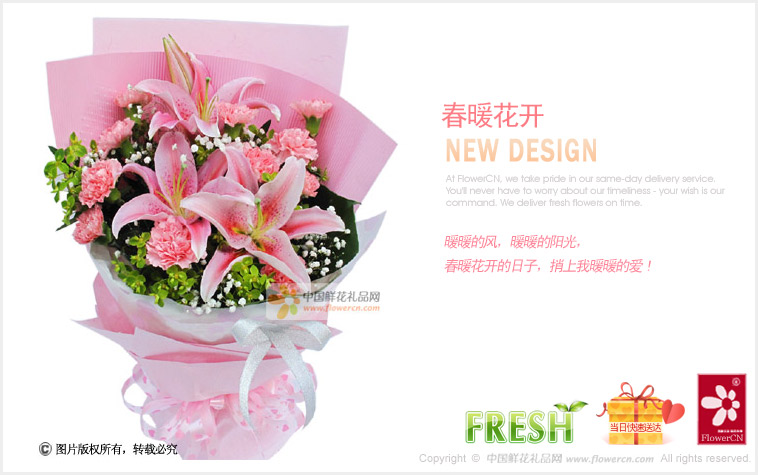 春暖花开
NEW DESIGN
At FlowerCN, we take pride in our same-day delivery service.
You'll never have to worry about our timeliness - your wish is our
command. We deliver fresh flowers on time.
暖暖的风，暖暖的阳光，
春暖花开的日子，捎上我暖暖的爱！
中国鲜花礼品网
www.flowercn.com
FRESH
当日快速送达
FlowerCN
© 图片版权所有，转载必究
Copyright © 中国鲜花礼品网 www.flowercn.com All rights reserved.